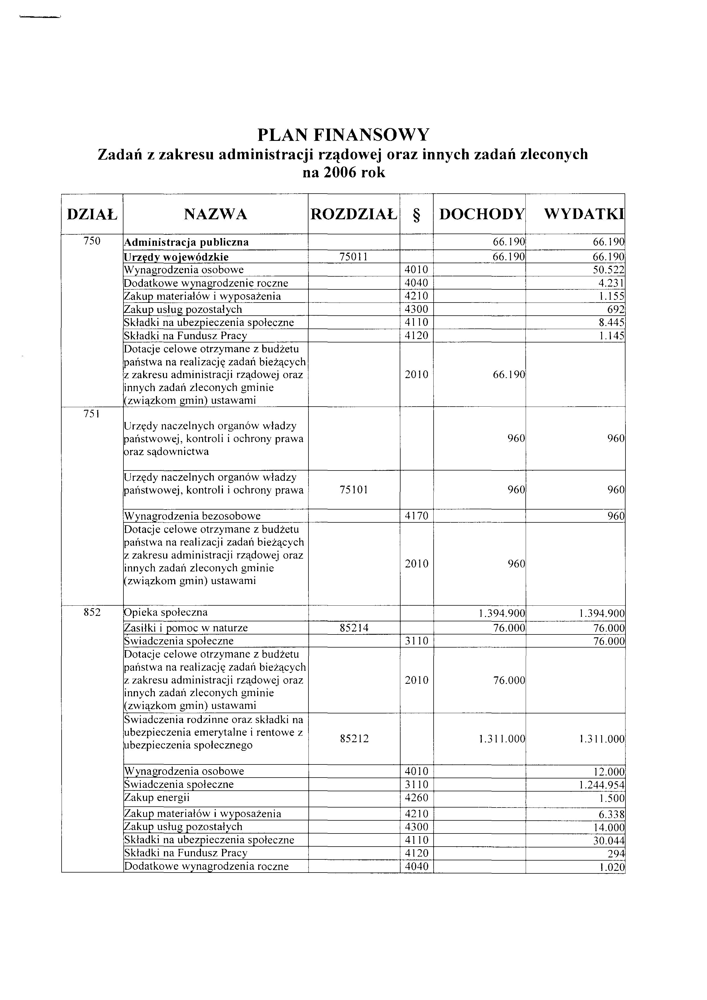 PLAN FINANSOWY
Zadań z zakresu administracji rządowej oraz innych zadań zleconych
na 2006 rok
DZIAŁ NAZWA ROZDZIAŁ § DOCHODY WYDATKI
750 Administracja publiczna 66.190 66.190
Urzędy wojewódzkie 75011 66.190 66.190
Wynagrodzenia osobowe 4010 50.522
Dodatkowe wynagrodzenie roczne 4040 4.231
Zakup materiałów i wyposażenia 4210 1.155
Zakup usług pozostałych 4300 692
Składki na ubezpieczenia społeczne 4110 8.445
Składki na Fundusz Pracy 4120 1.145
Dotacje celowe otrzymane z budżetu
państwa na realizację zadań bieżących
z zakresu administracji rządowej oraz 2010 66.190
innych zadań zleconych gminie
(związkom gmin) ustawami
751
Urzędy naczelnych organów władzy
państwowej, kontroli i ochrony prawa 960 960
oraz sądownictwa
Urzędy naczelnych organów władzy
państwowej, kontroli i ochrony prawa 75101 960 960
Wynagrodzenia bezosobowe 4170 960
Dotacje celowe otrzymane z budżetu
państwa na realizacji zadań bieżących
z zakresu administracji rządowej oraz
innych zadań zleconych gminie 2010 960
(związkom gmin) ustawami
852 Opieka społeczna 1.394.900 1.394.900
Zasiłki i pomoc w naturze 85214 76.000 76.000
Świadczenia społeczne 3110 76.000
Dotacje celowe otrzymane z budżetu
państwa na realizację zadań bieżących
z zakresu administracji rządowej oraz 2010 76.000
innych zadań zleconych gminie
(związkom gmin) ustawami
Świadczenia rodzinne oraz składki na
ubezpieczenia emerytalne i rentowe z 85212 1.311.000 1.311.000
ubezpieczenia społecznego
Wynagrodzenia osobowe 4010 12.000
Świadczenia społeczne 3110 1.244.954
Zakup energii 4260 1.500
Zakup materiałów i wyposażenia 4210 6.338
Zakup usług pozostałych 4300 14.000
Składki na ubezpieczenia społeczne 4110 30.044
Składki na Fundusz Pracy 4120 294
Dodatkowe wynagrodzenia roczne 4040 1.020